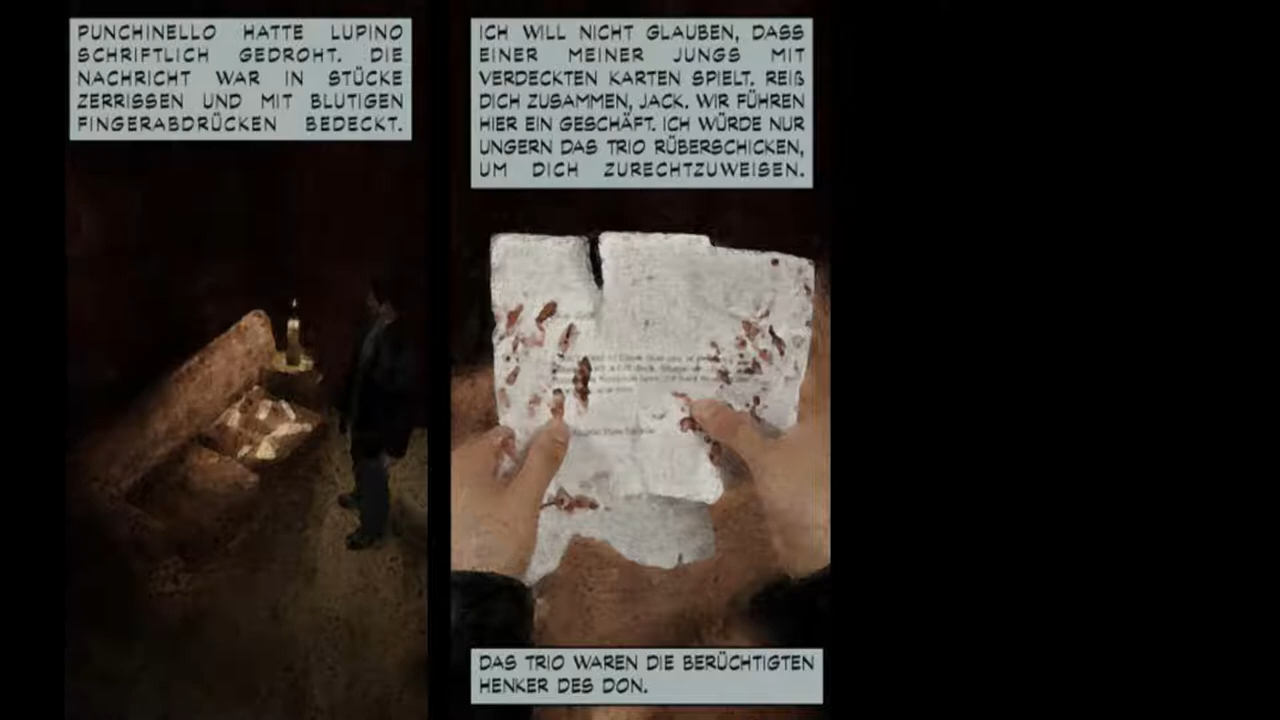 PUNCHINELLO HATTE LUPINO
SCHRIFTLICH GEDROHT. DIE
NACHRICHT WAR IN STÜCKE
ZERRISSEN UND MIT BLUTIGEN
FINGERABDRÜCKEN BEDECKT.
ICH WILL NICHT GLAUBEN, DASS
EINER MEINER JUNGS MIT
VERDECKTEN KARTEN SPIELT. REIß
DICH ZUSAMMEN, JACK. WIR FÜHREN
HIER EIN GESCHÄFT. ICH WÜRDE NUR
UNGERN DAS TRIO RÜBERSCHICKEN,
UM DICH ZURECHTZUWEISEN.
DAS TRIO WAREN DIE BERÜCHTIGTEN
HENKER DES DON.